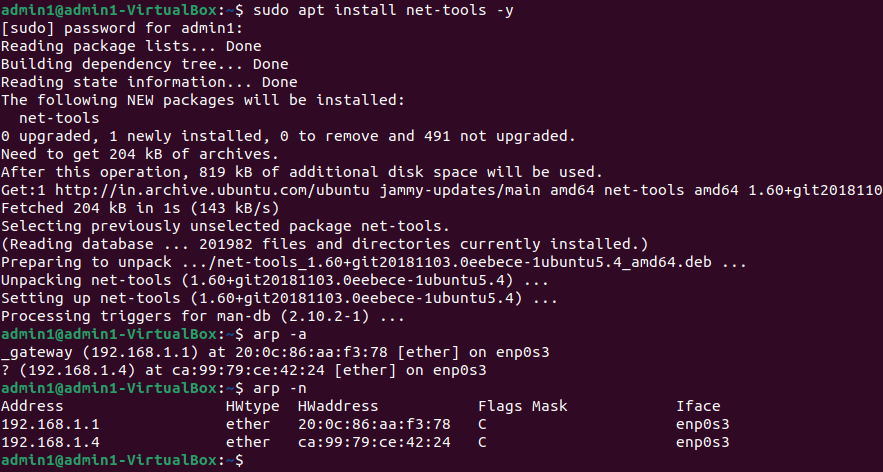 admin1@admin1-VirtualBox:~$ sudo apt install net-tools -y
[sudo] password for admin1:
Reading package lists... Done
Building dependency tree... Done
Reading state information... Done
The following NEW packages will be installed:
  net-tools
0 upgraded, 1 newly installed, 0 to remove and 491 not upgraded.
Need to get 204 kB of archives.
After this operation, 819 kB of additional disk space will be used.
Get:1 http://in.archive.ubuntu.com/ubuntu jammy-updates/main amd64 net-tools amd64 1.60+git2018110
Fetched 204 kB in 1s (143 kB/s)
Selecting previously unselected package net-tools.
(Reading database ... 201982 files and directories currently installed.)
Preparing to unpack .../net-tools_1.60+git20181103.0eebece-1ubuntu5.4_amd64.deb ...
Unpacking net-tools (1.60+git20181103.0eebece-1ubuntu5.4) ...
Setting up net-tools (1.60+git20181103.0eebece-1ubuntu5.4) ...
Processing triggers for man-db (2.10.2-1) ...
admin1@admin1-VirtualBox:~$ arp -a
_gateway (192.168.1.1) at 20:0c:86:aa:f3:78 [ether] on enp0s3
? (192.168.1.4) at ca:99:79:ce:42:24 [ether] on enp0s3
admin1@admin1-VirtualBox:~$ arp -n
Address                  HWtype  HWaddress           Flags Mask            Iface
192.168.1.1              ether   20:0c:86:aa:f3:78   C                     enp0s3
192.168.1.4              ether   ca:99:79:ce:42:24   C                     enp0s3
admin1@admin1-VirtualBox:~$